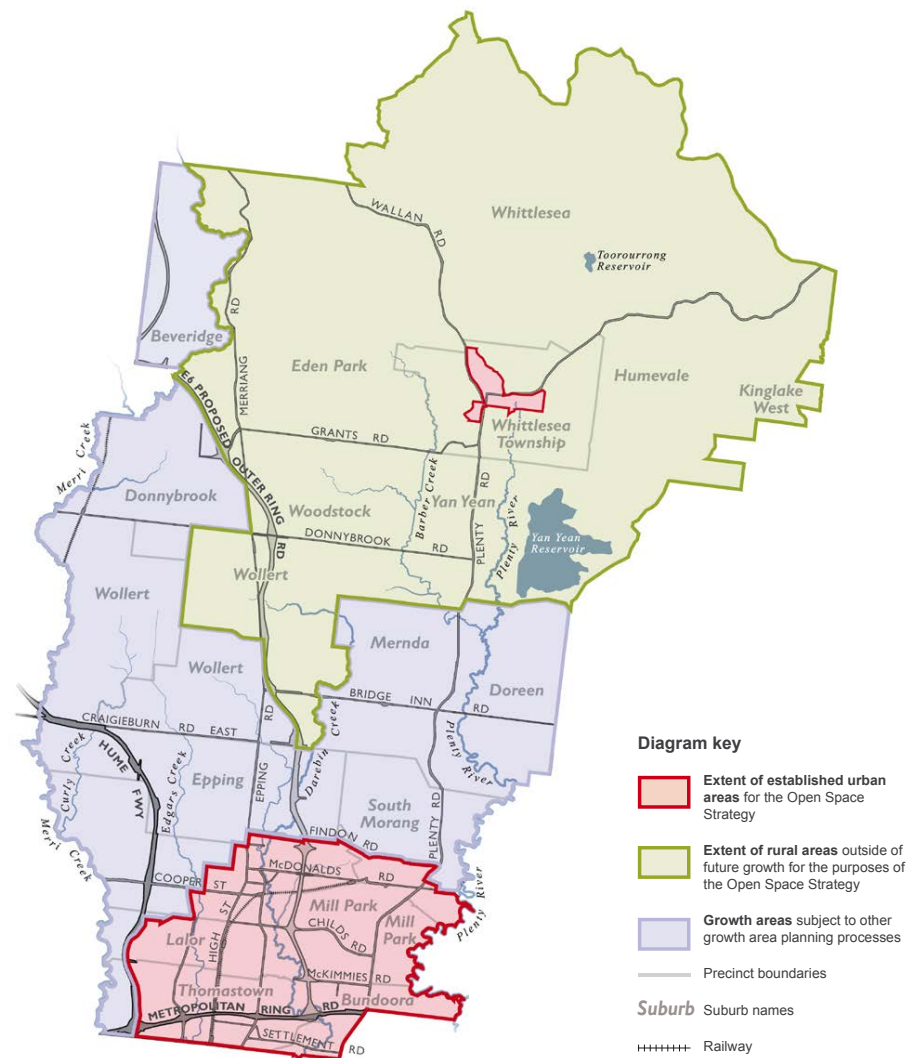 WALLAN RD
Whittlesea
Toorourrong
Reservoir
Beveridge
MERRIANG RD
Eden Park
Humevale
Kinglake
West
E6 PROPOSED OUTER RING RD
GRANTS RD
Whittlesea
Township
Merri Creek
Donnybrook
Woodstock
Barber Creek
Yan Yean
PLENTY RD
Plenty River
DONNYBROOK RD
Yan Yean
Reservoir
Wollert
Wollert
Wollert
Mernda
Doreen
BRIDGE INN RD
CRAIGIEBURN RD EAST
EPPING RD
Darebin Creek
Plenty River
HUME FWY
Curly Creek
Edgars Creek
Merri Creek
Epping
South
Morang
PLENTY RD
FINDON RD
McDONALDS RD
COOPER ST
HIGH ST
Mill Park
CHILDS RD
Mill
Park
Plenty River
Lalor
McKIMMIES RD
Thomastown
Bundoora
METROPOLITAN RING RD
SETTLEMENT RD
Diagram key
Extent of established urban
areas for the Open Space
Strategy
Extent of rural areas outside of
future growth for the purposes of
the Open Space Strategy
Growth areas subject to other
growth area planning processes
Precinct boundaries
Suburb Suburb names
Railway